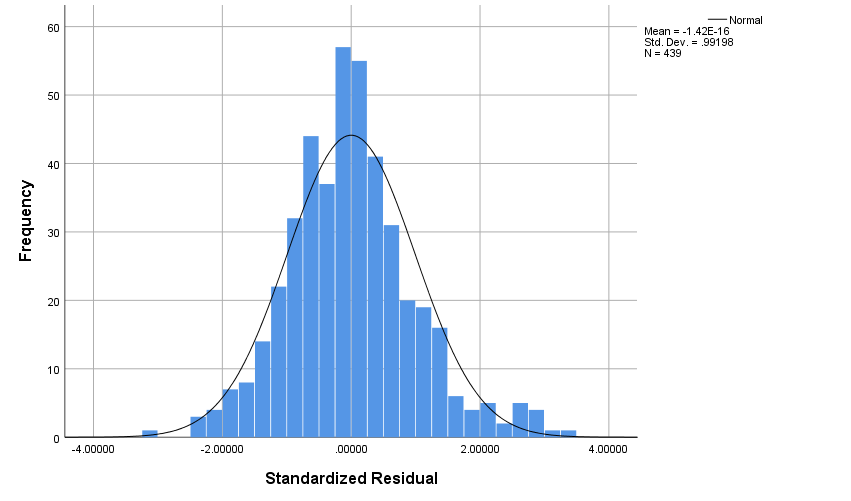 Normal
Mean = -1.42E-16
Std. Dev. = .99198
N = 439
60
50
40
30
20
10
0
Frequency
-4.00000 -2.00000 .00000 2.00000 4.00000
Standardized Residual